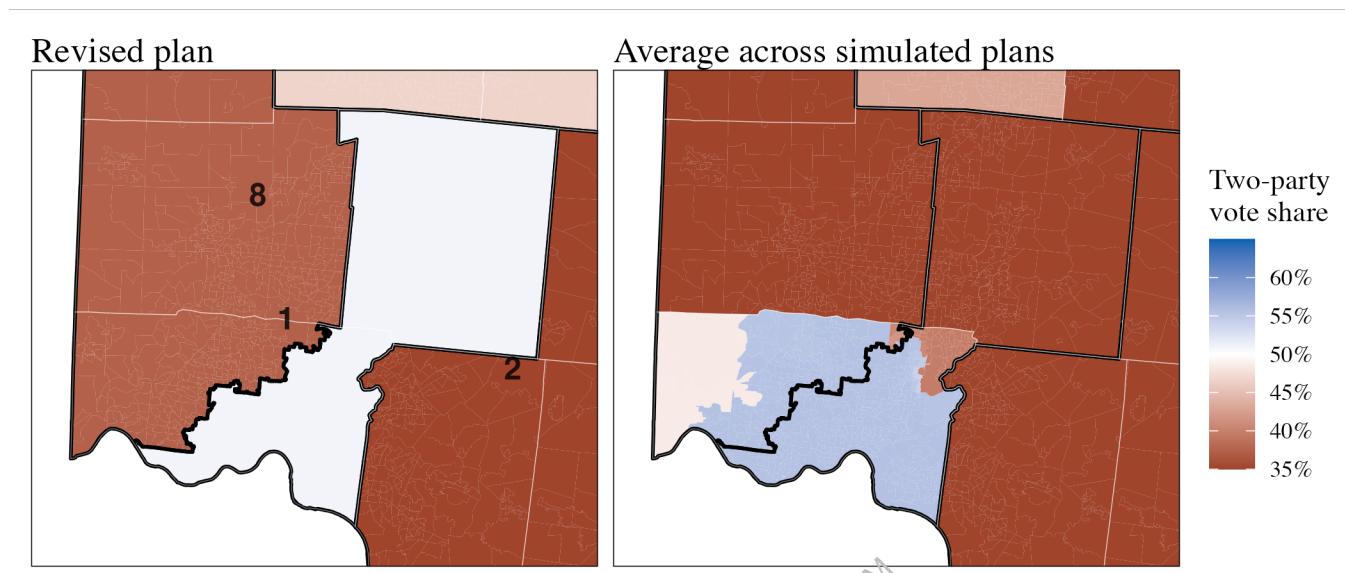 Revised plan
Average across simulated plans
8
1
2
Two-party
vote share
60%
55%
50%
45%
40%
35%
M